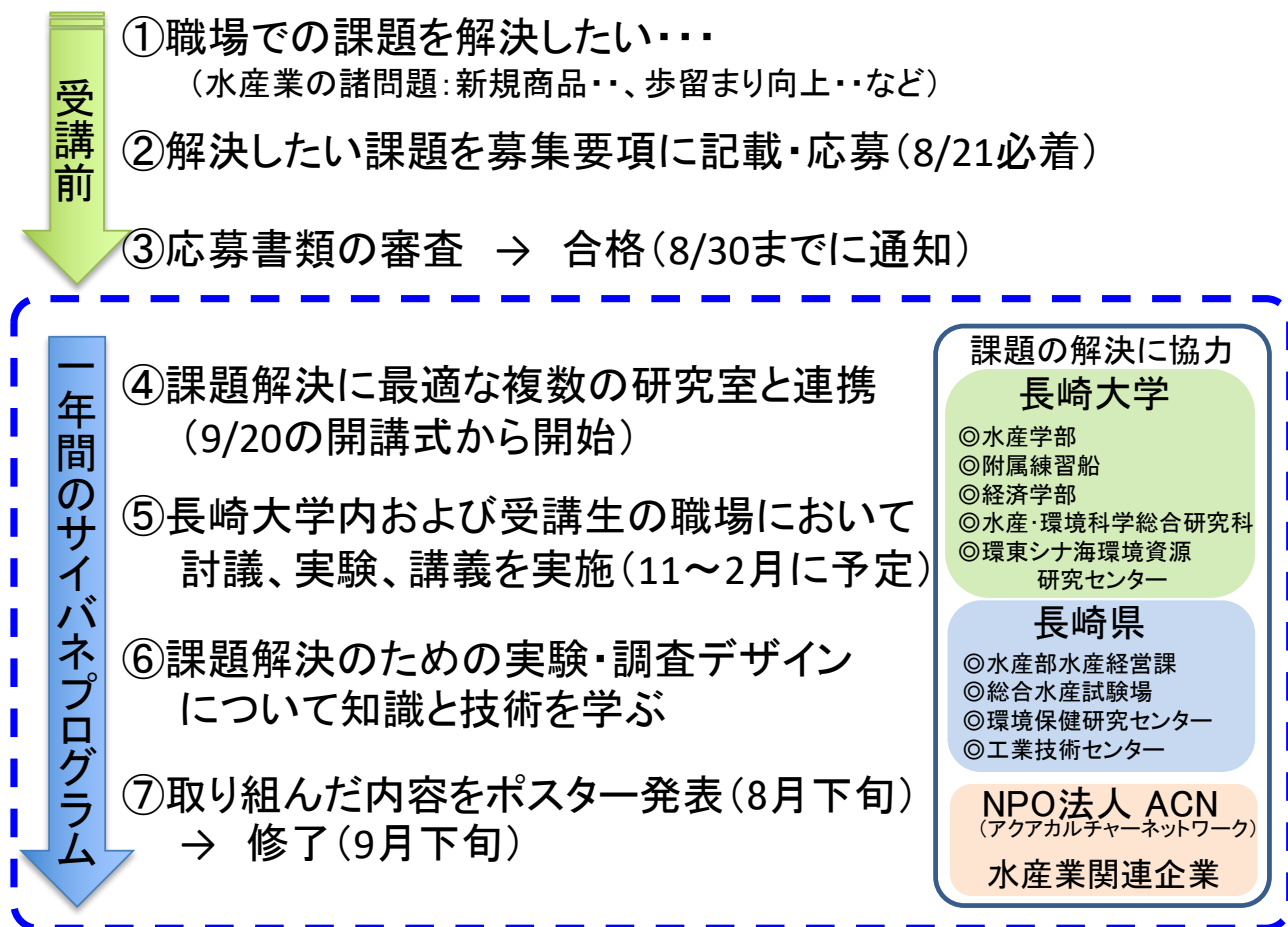 受講前
①職場での課題を解決したい・・・
（水産業の諸問題：新規商品・・、歩留まり向上・・など）
②解決したい課題を募集要項に記載・応募（8/21必着）
③応募書類の審査 → 合格（8/30までに通知）
一年間のサイバネプログラム
④課題解決に最適な複数の研究室と連携
（9/20の開講式から開始）
⑤長崎大学内および受講生の職場において
討議、実験、講義を実施（11～2月に予定）
⑥課題解決のための実験・調査デザイン
について知識と技術を学ぶ
⑦取り組んだ内容をポスター発表（8月下旬）
→ 修了（9月下旬）
課題の解決に協力
長崎大学
◎水産学部
◎附属練習船
◎経済学部
◎水産・環境科学総合研究科
◎環東シナ海環境資源
研究センター
長崎県
◎水産部水産経営課
◎総合水産試験場
◎環境保健研究センター
◎工業技術センター
NPO法人 ACN
（アクアカルチャーネットワーク）
水産業関連企業